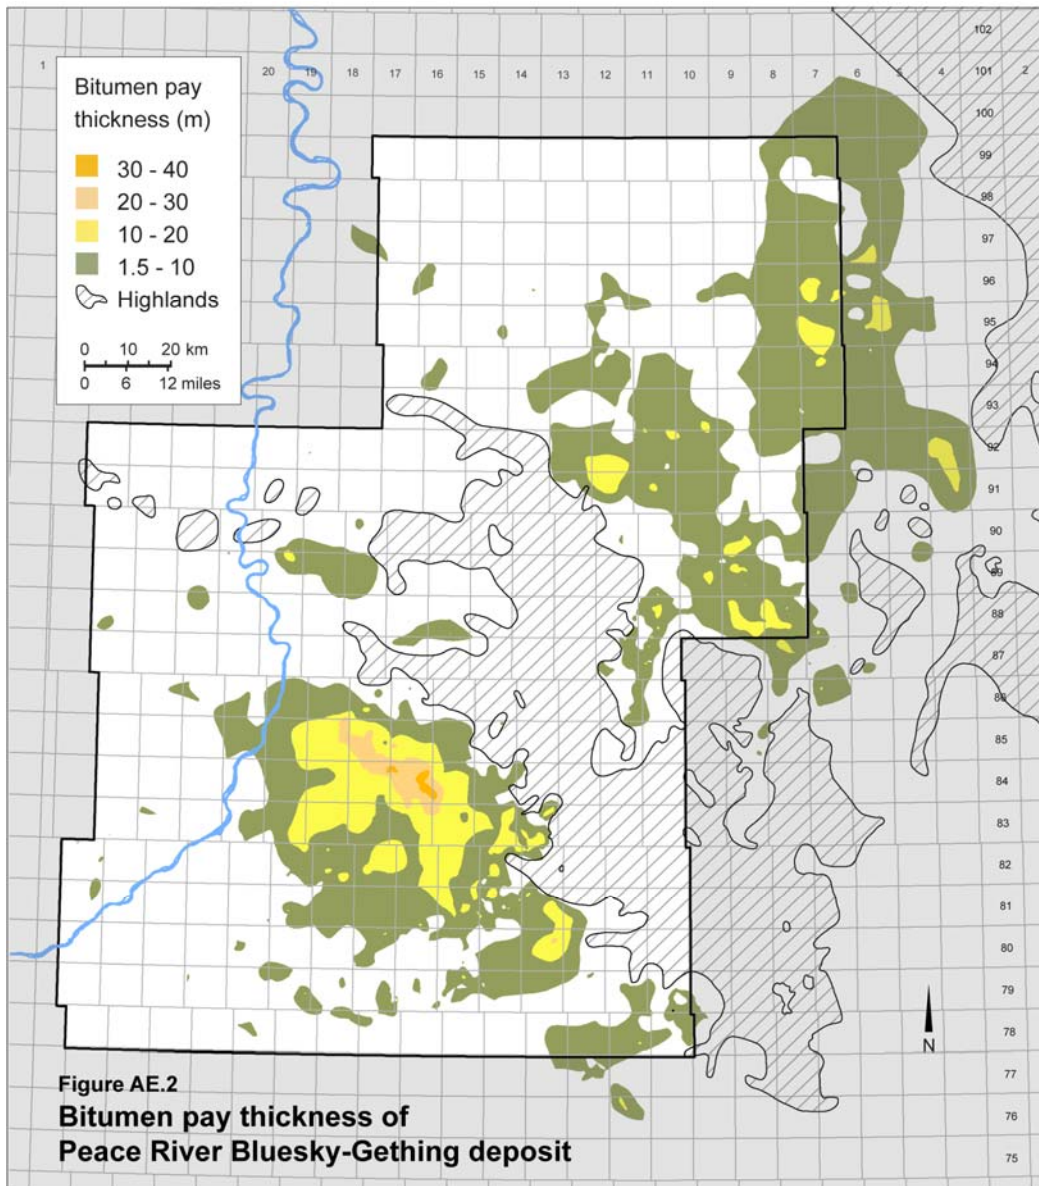 102
1 20 19 18 17 16 15 14 13 12 11 10 9 8 7 6 5 4 101 2
Bitumen pay
thickness (m)
30 - 40
20 - 30
10 - 20
1.5 - 10
Highlands
0 10 20 km
0 6 12 miles
100
99
98
97
96
95
94
93
92
91
90
89
88
87
86
85
84
83
82
81
80
79
78
77
76
75
N
Figure AE.2
Bitumen pay thickness of
Peace River Bluesky-Gething deposit